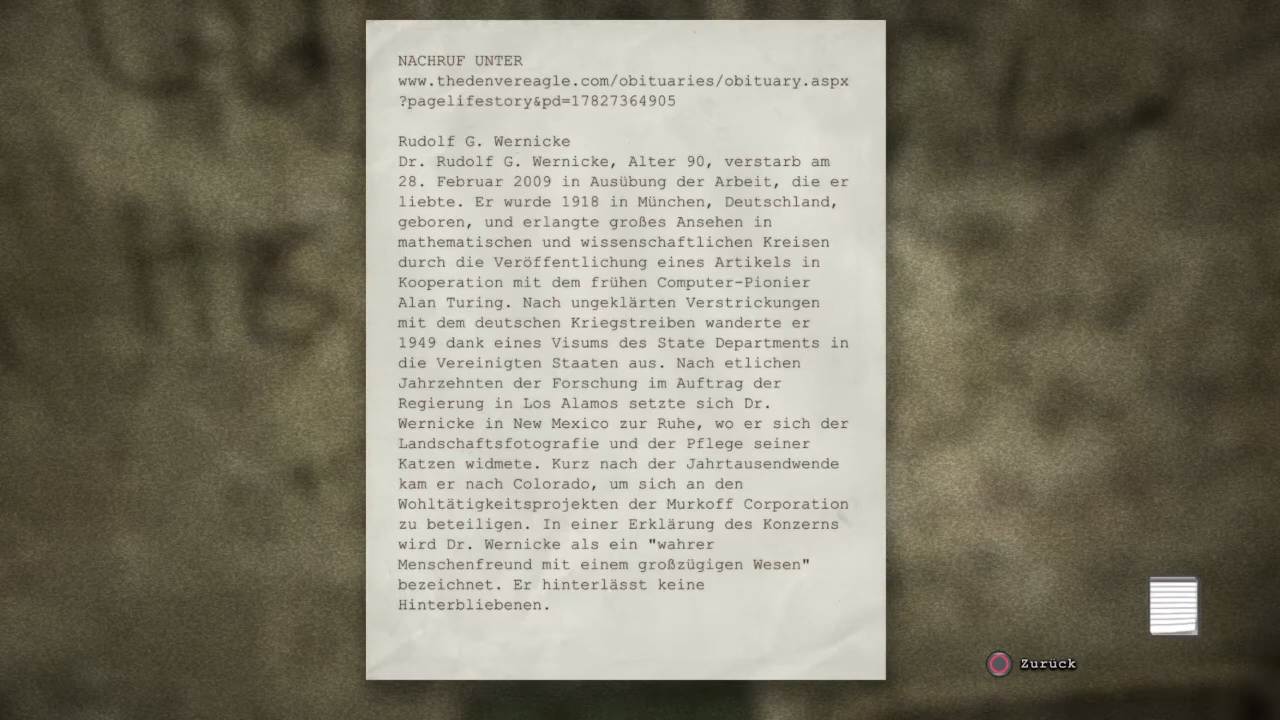 NACHRUF UNTER
www.thedenvereagle.com/obituaries/obituary.aspx
?pagelifestory&pd=17827364905
Rudolf G. Wernicke
Dr. Rudolf G. Wernicke, Alter 90, verstarb am
28. Februar 2009 in Ausübung der Arbeit, die er
liebte. Er wurde 1918 in München, Deutschland,
geboren, und erlangte großes Ansehen in
mathematischen und wissenschaftlichen Kreisen
durch die Veröffentlichung eines Artikels in
Kooperation mit dem frühen Computer-Pionier
Alan Turing. Nach ungeklärten Verstrickungen
mit dem deutschen Kriegstreiben wanderte er
1949 dank eines Visums des State Departments in
die Vereinigten Staaten aus. Nach etlichen
Jahrzehnten der Forschung im Auftrag der
Regierung in Los Alamos setzte sich Dr.
Wernicke in New Mexico zur Ruhe, wo er sich der
Landschaftsfotografie und der Pflege seiner
Katzen widmete. Kurz nach der Jahrtausendwende
kam er nach Colorado, um sich an den
Wohltätigkeitsprojekten der Murkoff Corporation
zu beteiligen. In einer Erklärung des Konzerns
wird Dr. Wernicke als ein "wahrer
Menschenfreund mit einem großzügigen Wesen"
bezeichnet. Er hinterlässt keine
Hinterbliebenen.
Zurück